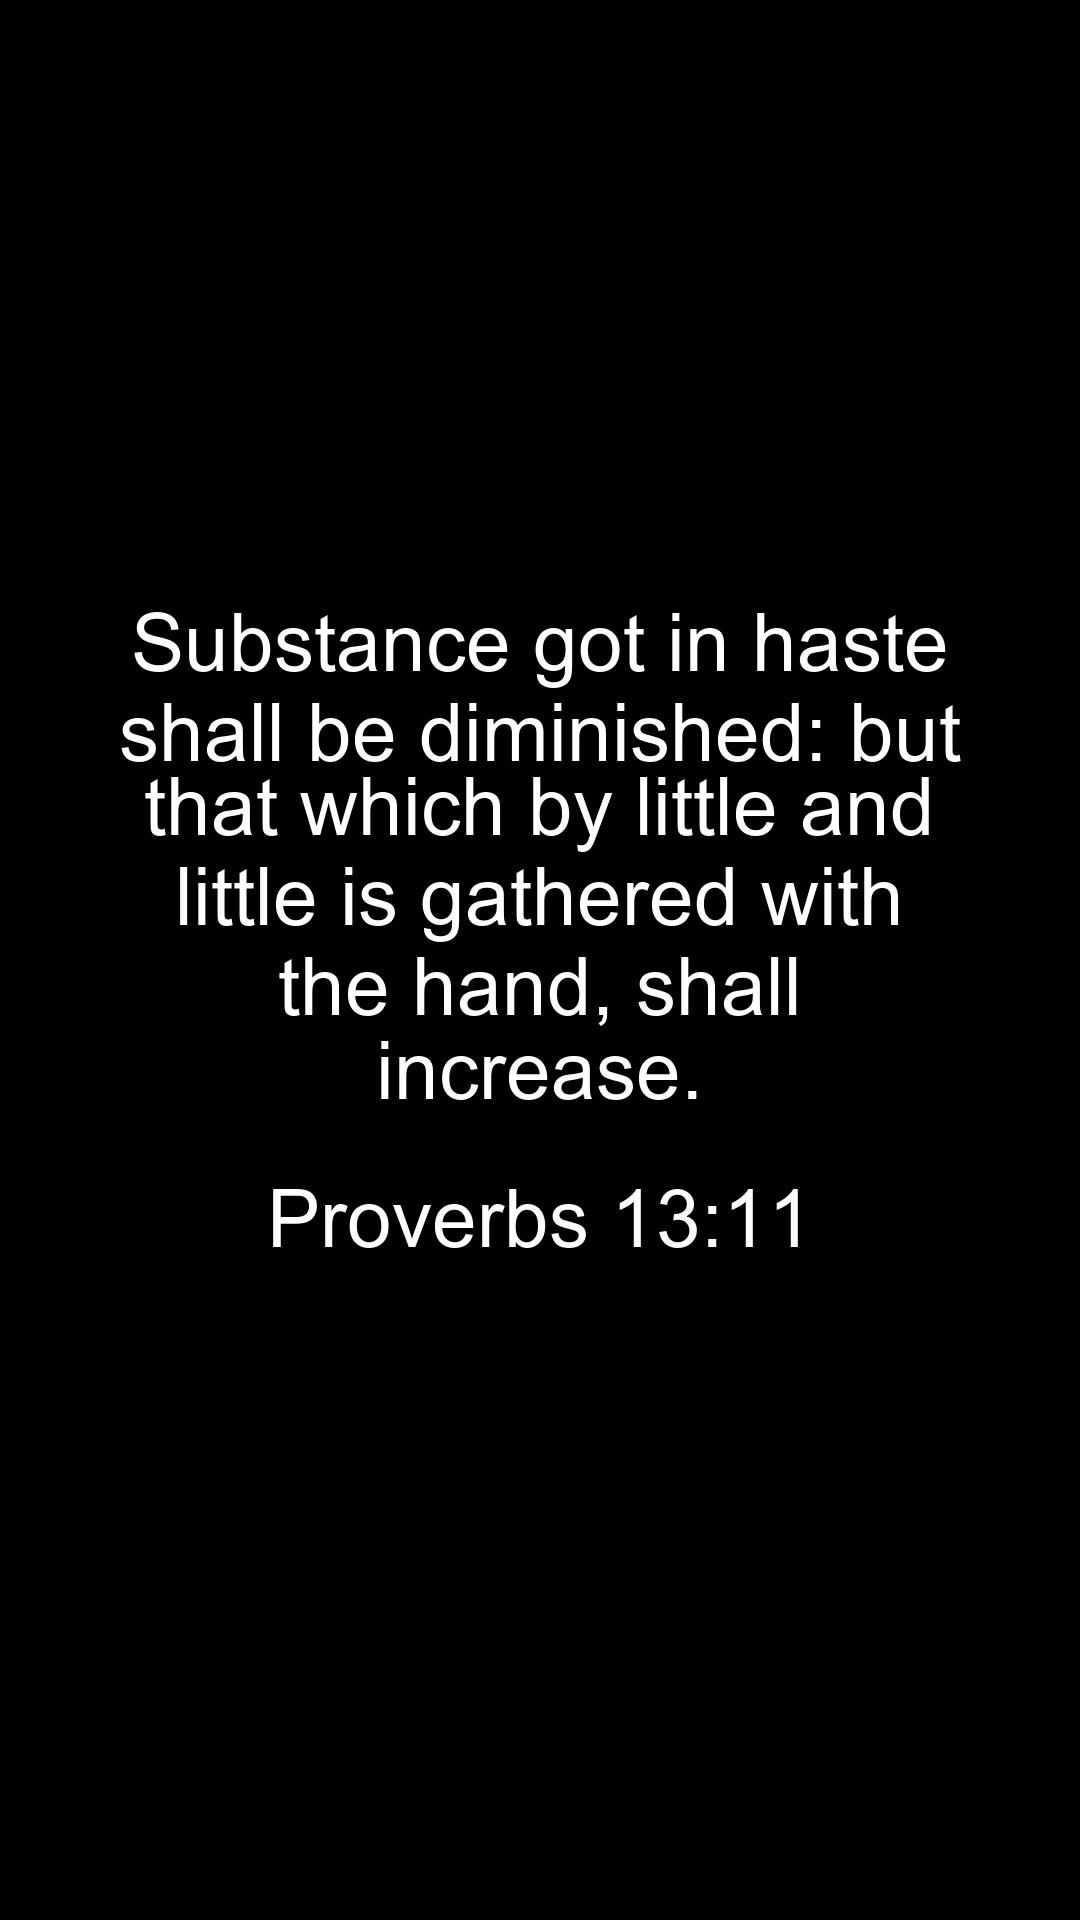 Substance got in haste
shall be diminished: but
that which by little and
little is gathered with
the hand, shall
increase.
Proverbs 13:11